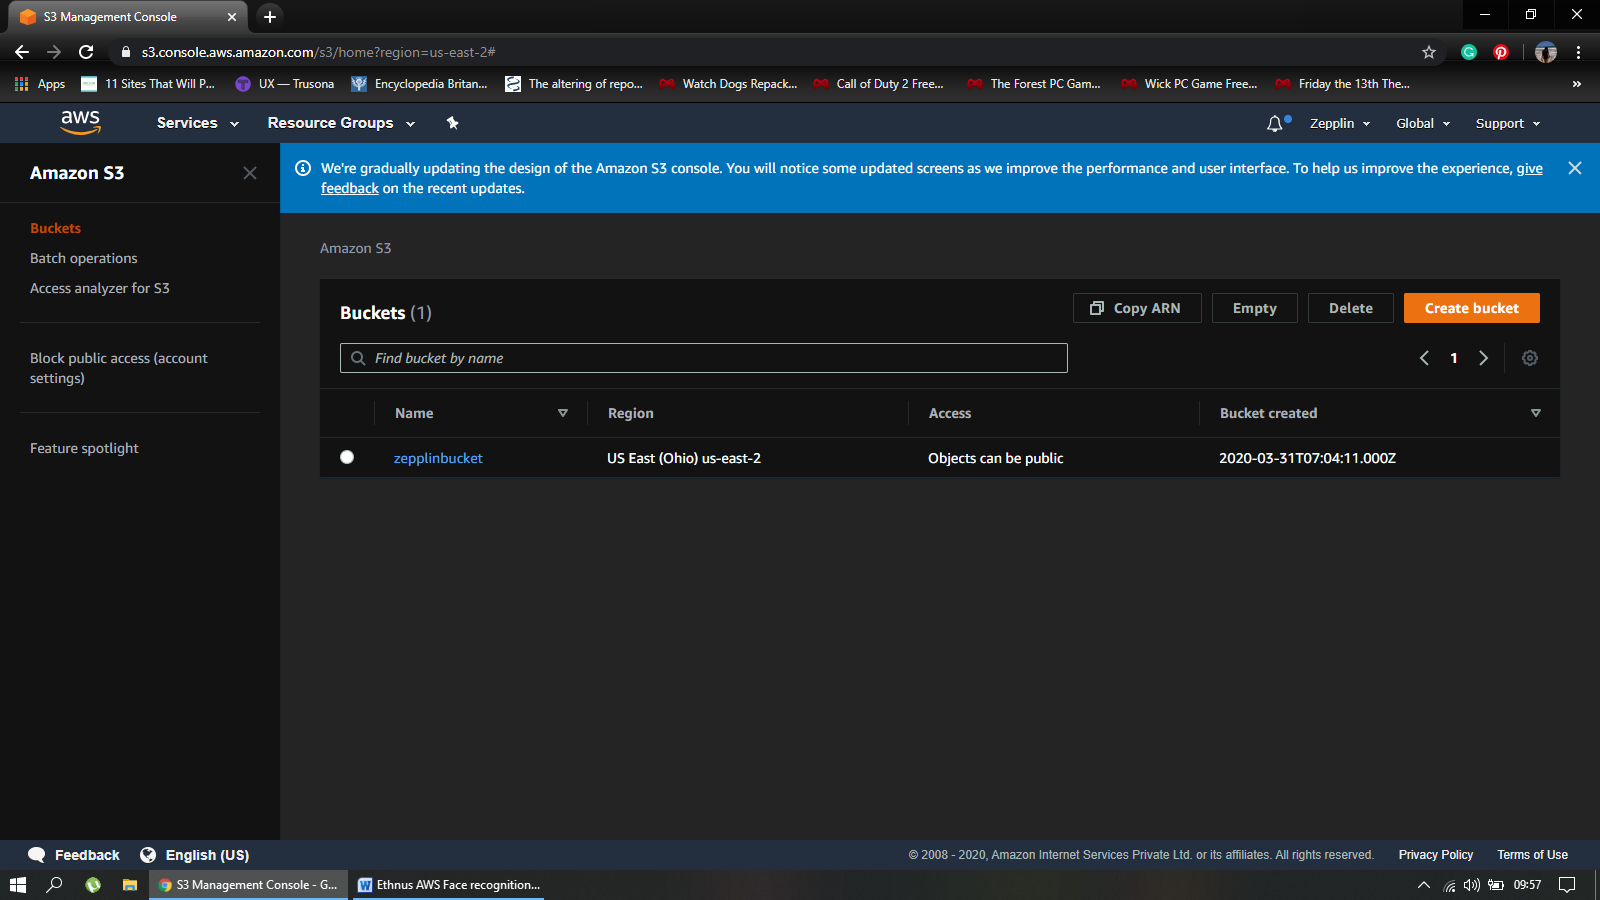 S3 Management Console
s3.console.aws.amazon.com/s3/home?region=us-east-2#
Apps
11 Sites That Will P...
UX — Trusona
Encyclopedia Britan...
The altering of repo...
Watch Dogs Repack...
Call of Duty 2 Free...
The Forest PC Gam...
Wick PC Game Free...
Friday the 13th The...
»
aws
Services
Resource Groups
Zepplin
Global
Support
Amazon S3
We're gradually updating the design of the Amazon S3 console. You will notice some updated screens as we improve the performance and user interface. To help us improve the experience, give
feedback on the recent updates.
Buckets
Batch operations
Access analyzer for S3
Block public access (account
settings)
Feature spotlight
Amazon S3
Buckets (1)
Copy ARN
Empty
Delete
Create bucket
Find bucket by name
1
Name
Region
Access
Bucket created
zepplinbucket
US East (Ohio) us-east-2
Objects can be public
2020-03-31T07:04:11.000Z
Feedback
English (US)
© 2008 - 2020, Amazon Internet Services Private Ltd. or its affiliates. All rights reserved.
Privacy Policy
Terms of Use
S3 Management Console - G...
Ethnus AWS Face recognition...
09:57